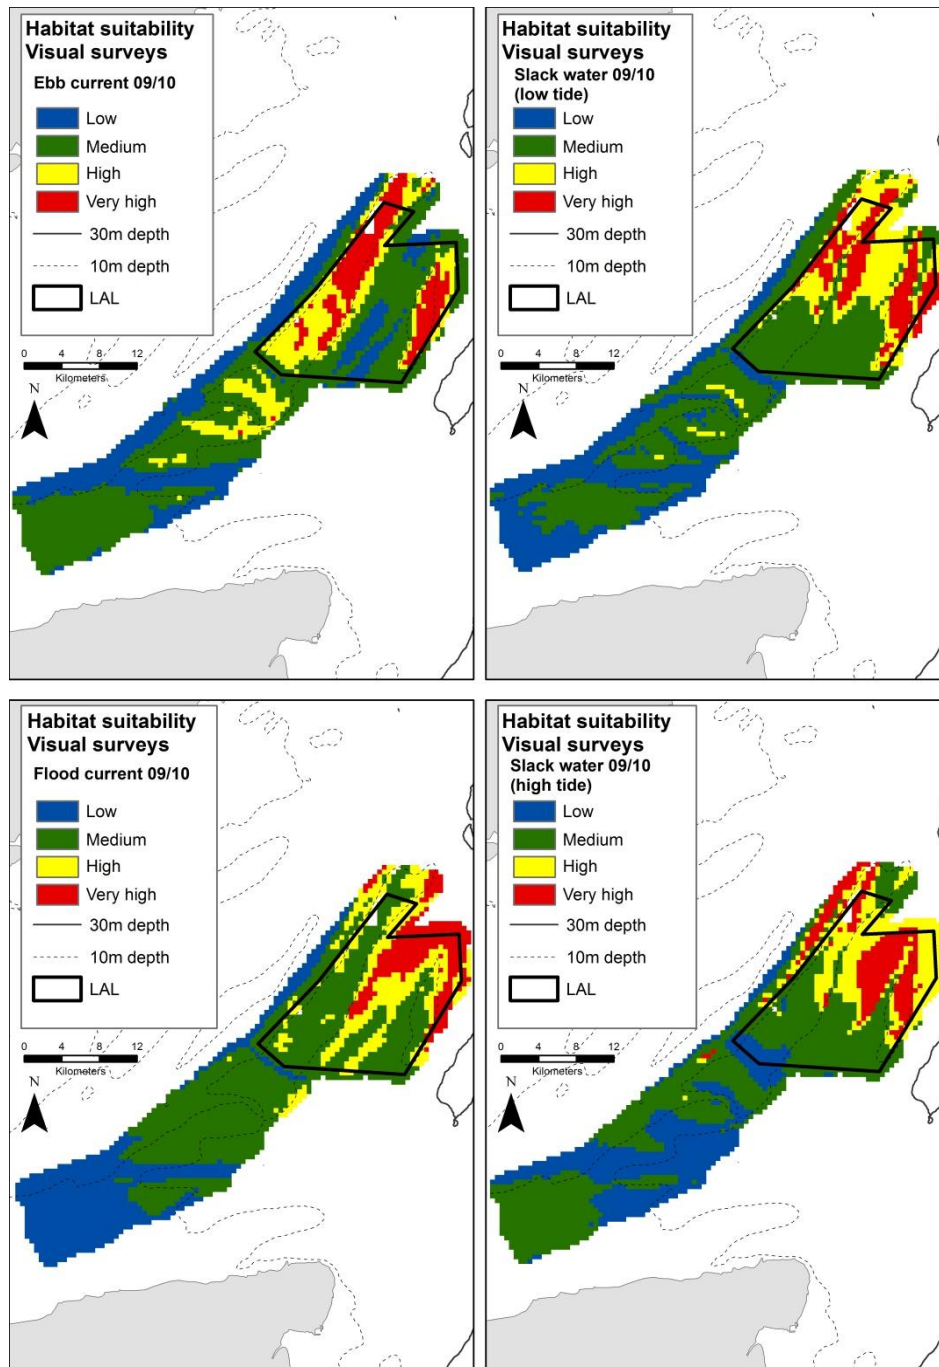 Habitat suitability
Visual surveys
Ebb current 09/10
Low
Medium
High
Very high
30m depth
10m depth
LAL
0 4 8 12
Kilometers
N
Habitat suitability
Visual surveys
Slack water 09/10
(low tide)
Low
Medium
High
Very high
30m depth
10m depth
LAL
0 4 8 12
Kilometers
N
Habitat suitability
Visual surveys
Flood current 09/10
Low
Medium
High
Very high
30m depth
10m depth
LAL
0 4 8 12
Kilometers
N
Habitat suitability
Visual surveys
Slack water 09/10
(high tide)
Low
Medium
High
Very high
30m depth
10m depth
LAL
0 4 8 12
Kilometers
N